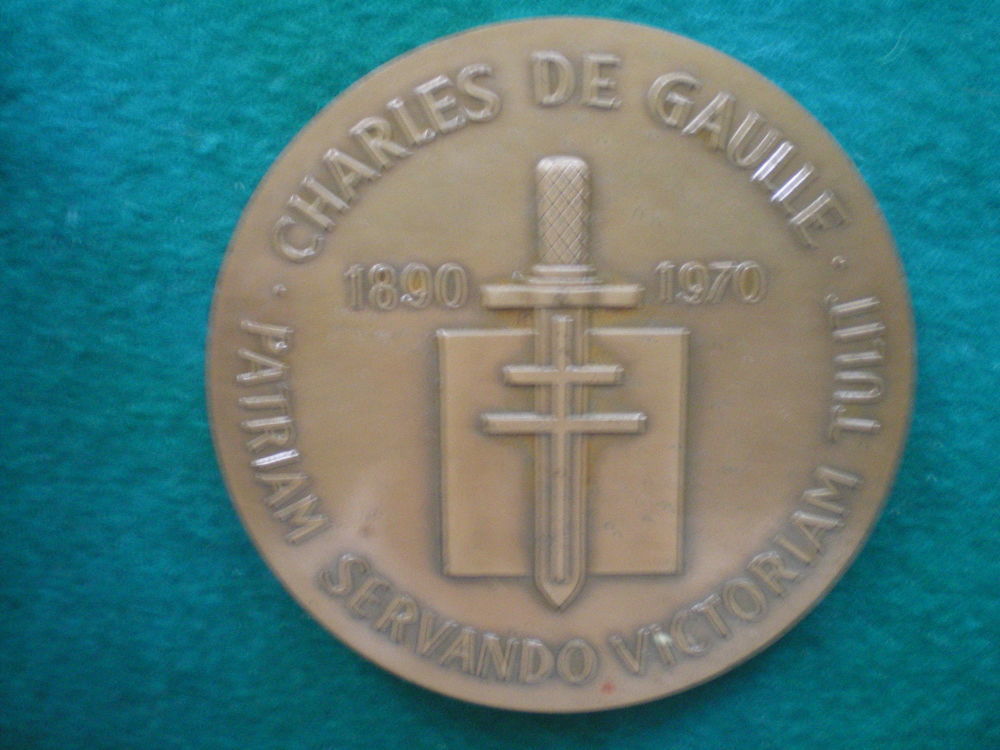 CHARLES DE GAULLE
1890 1970
PATRIAM SERVANDO VICTORIAM TULIT